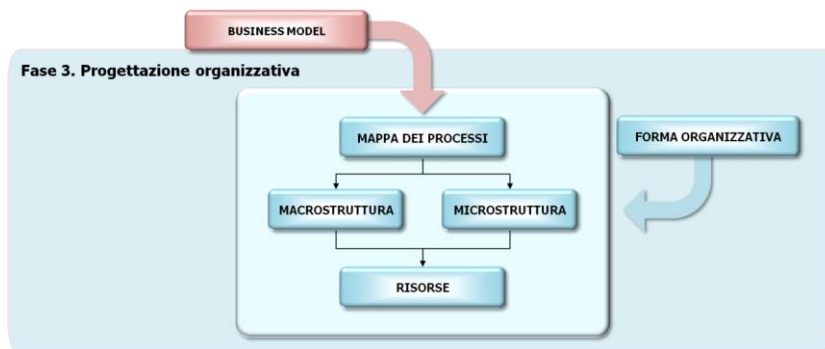 BUSINESS MODEL
Fase 3. Progettazione organizzativa
MAPPA DEI PROCESSI
FORMA ORGANIZZATIVA
MACROSTRUTTURA
MICROSTRUTTURA
RISORSE